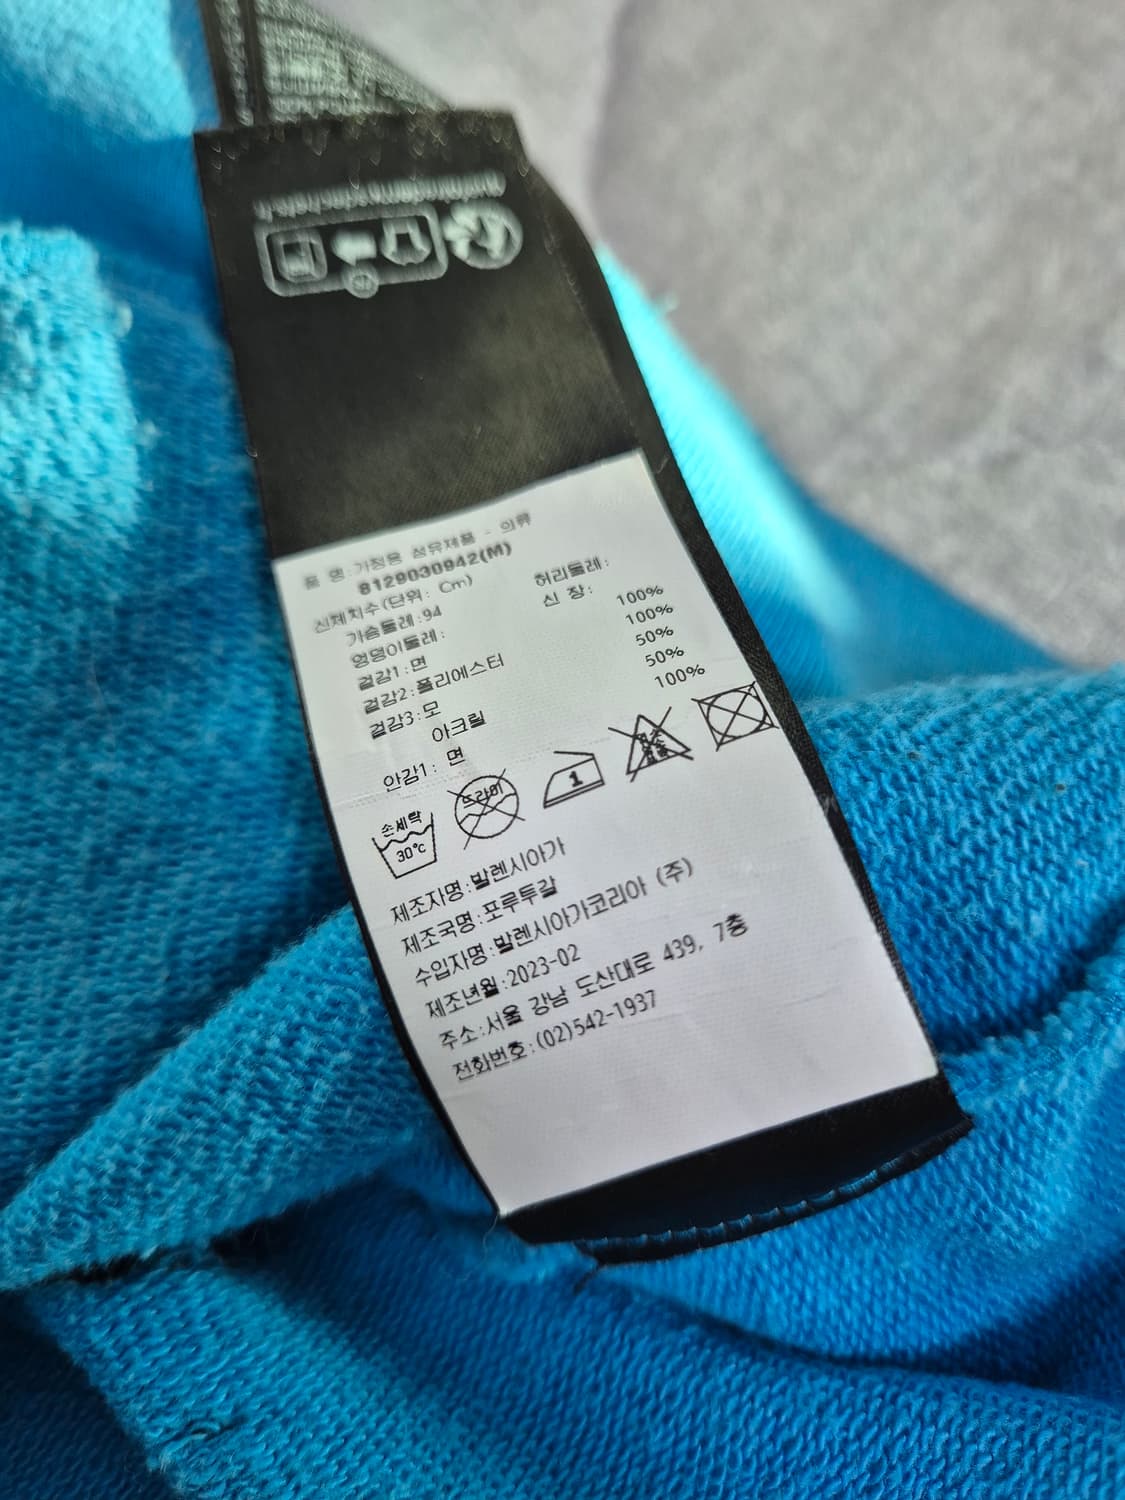 품 명:가정용 섬유제품 - 의류
8129030942(M)
신체치수(단위: Cm)
가슴둘레:94 허리둘레:
엉덩이둘레: 신 장:
겉감1:면 100%
겉감2:폴리에스터 100%
겉감3:모 50%
아크릴 50%
안감1: 면 100%
손세탁
30℃
드라이
1
제조자명:발렌시아가
제조국명:포루투갈
수입자명:발렌시아가코리아 (주)
제조년월:2023-02
주소:서울 강남 도산대로 439, 7층
전화번호:(02)542-1937